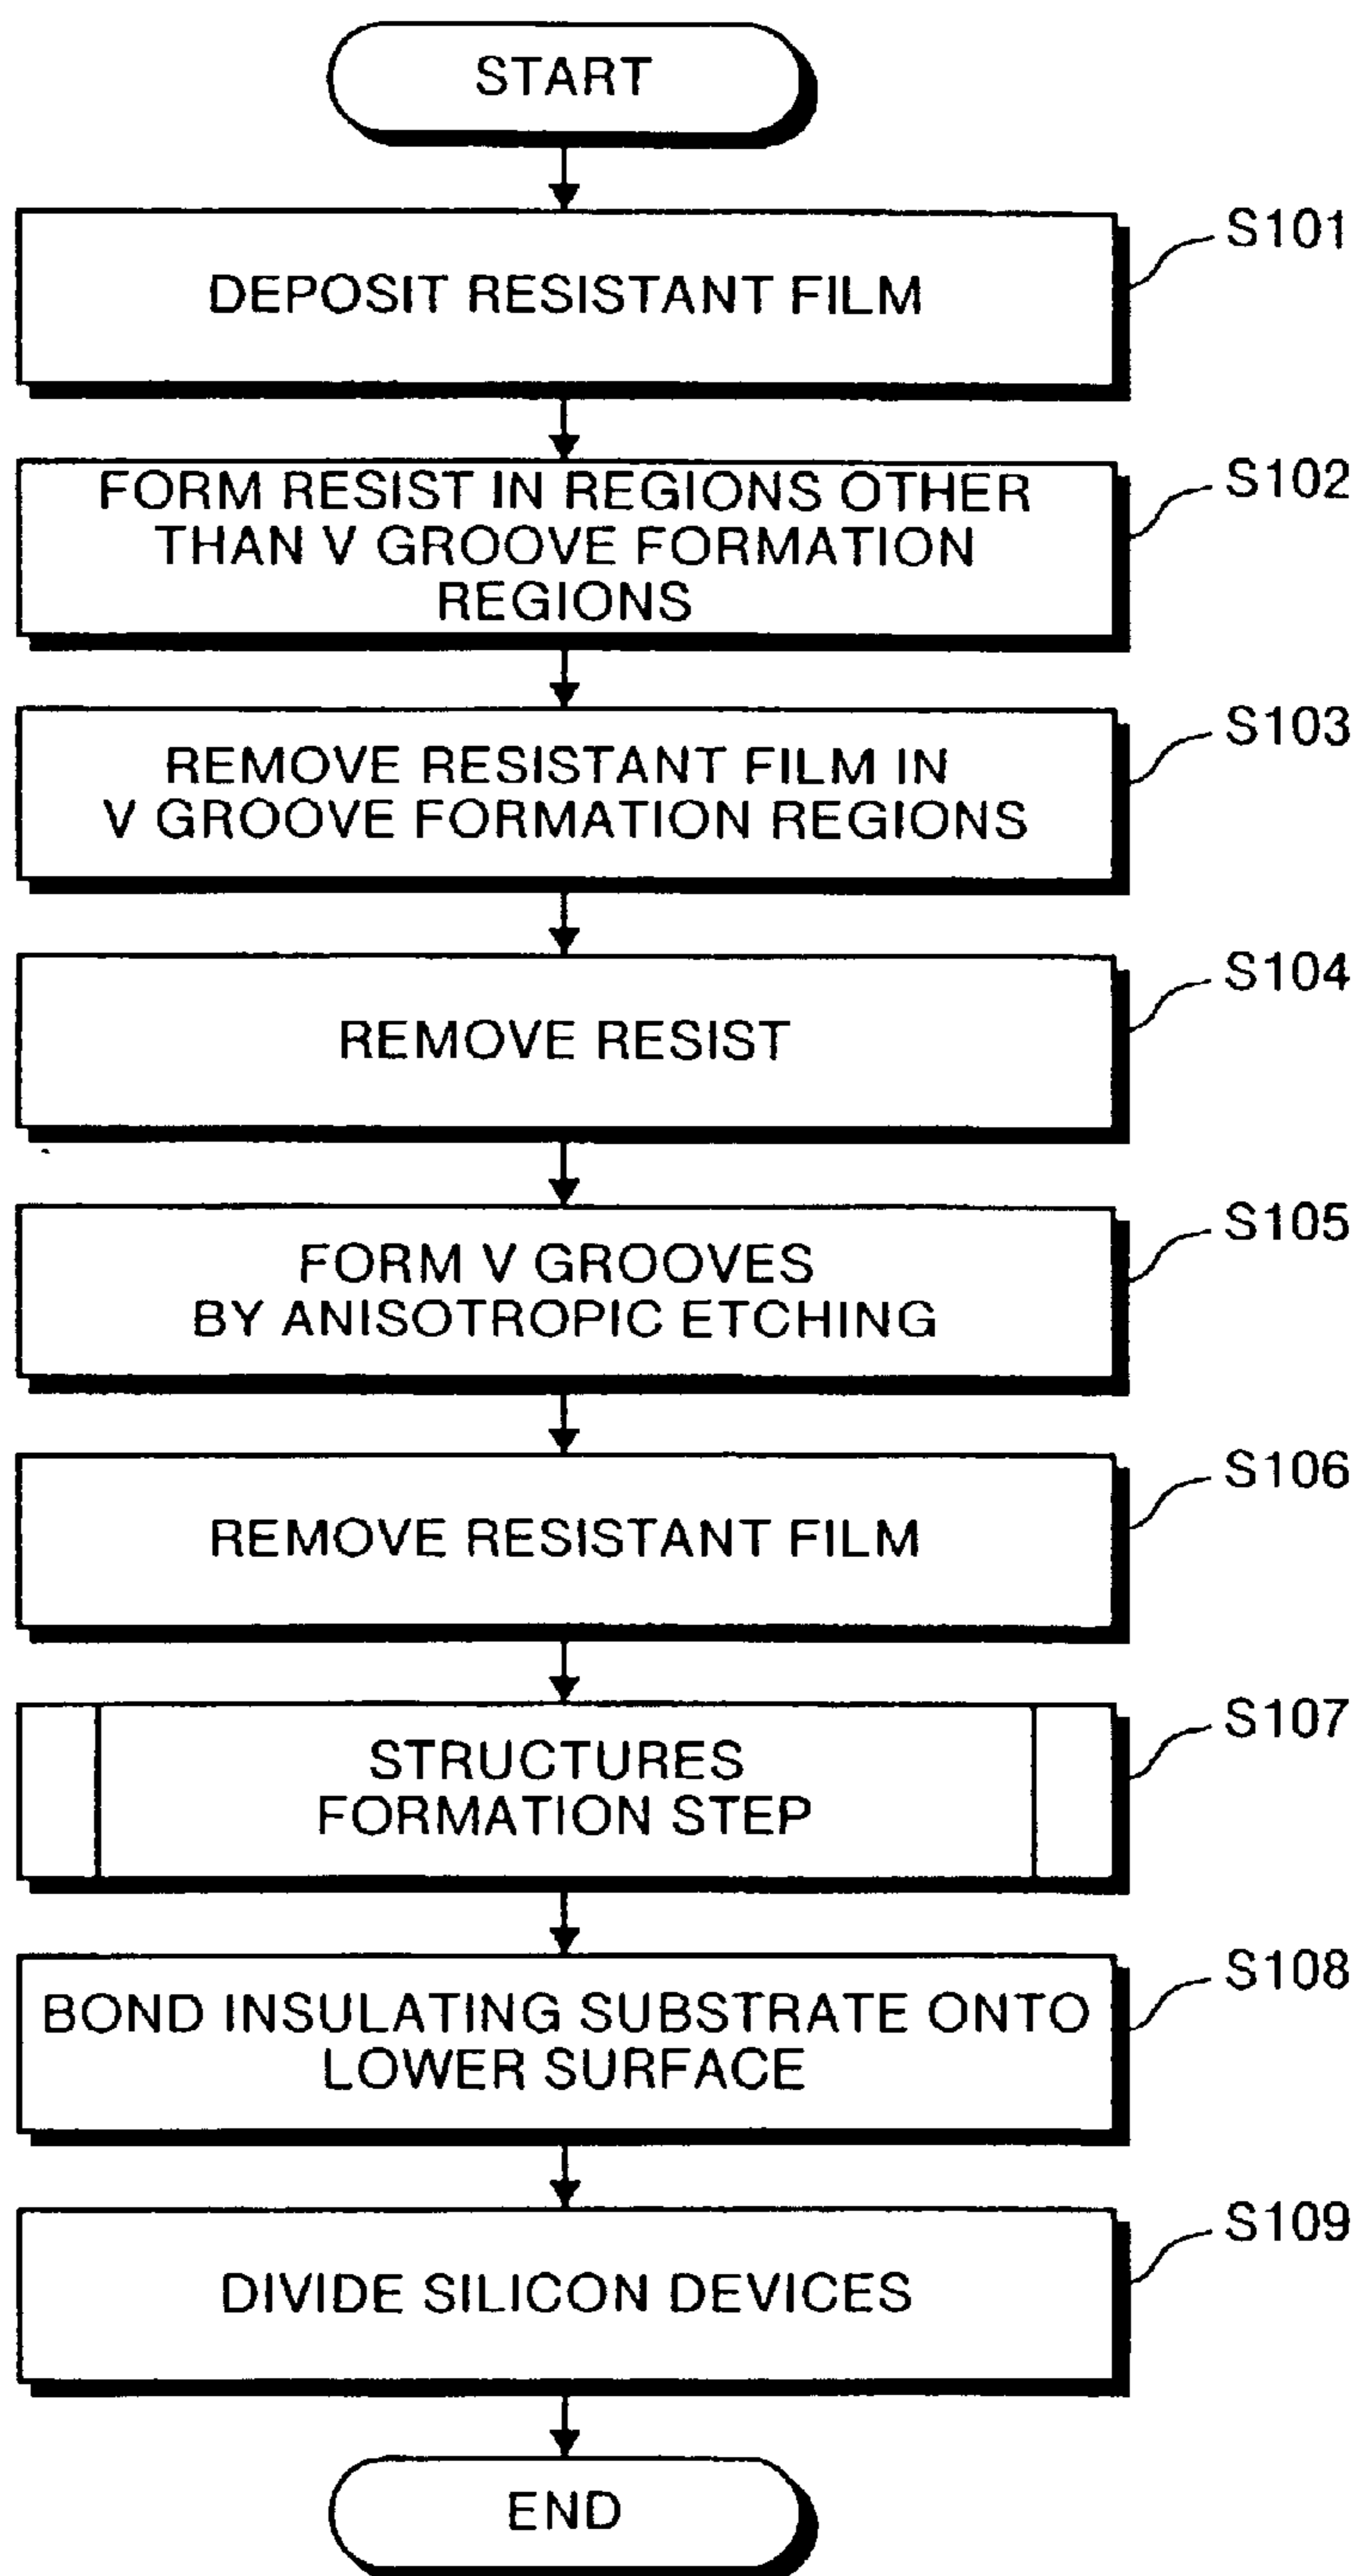 START
S101
DEPOSIT RESISTANT FILM
S102
FORM RESIST IN REGIONS OTHER
THAN V GROOVE FORMATION
REGIONS
S103
REMOVE RESISTANT FILM IN
V GROOVE FORMATION REGIONS
S104
REMOVE RESIST
S105
FORM V GROOVES
BY ANISOTROPIC ETCHING
S106
REMOVE RESISTANT FILM
S107
STRUCTURES
FORMATION STEP
S108
BOND INSULATING SUBSTRATE ONTO
LOWER SURFACE
S109
DIVIDE SILICON DEVICES
END